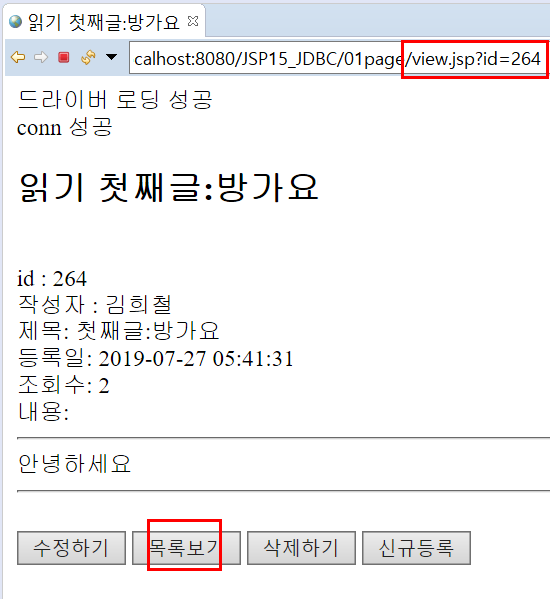 읽기 첫째글:방가요
calhost:8080/JSP15_JDBC/01page/view.jsp?id=264
드라이버 로딩 성공
conn 성공
읽기 첫째글:방가요
id : 264
작성자 : 김희철
제목: 첫째글:방가요
등록일: 2019-07-27 05:41:31
조회수: 2
내용:
안녕하세요
수정하기 목록보기 삭제하기 신규등록